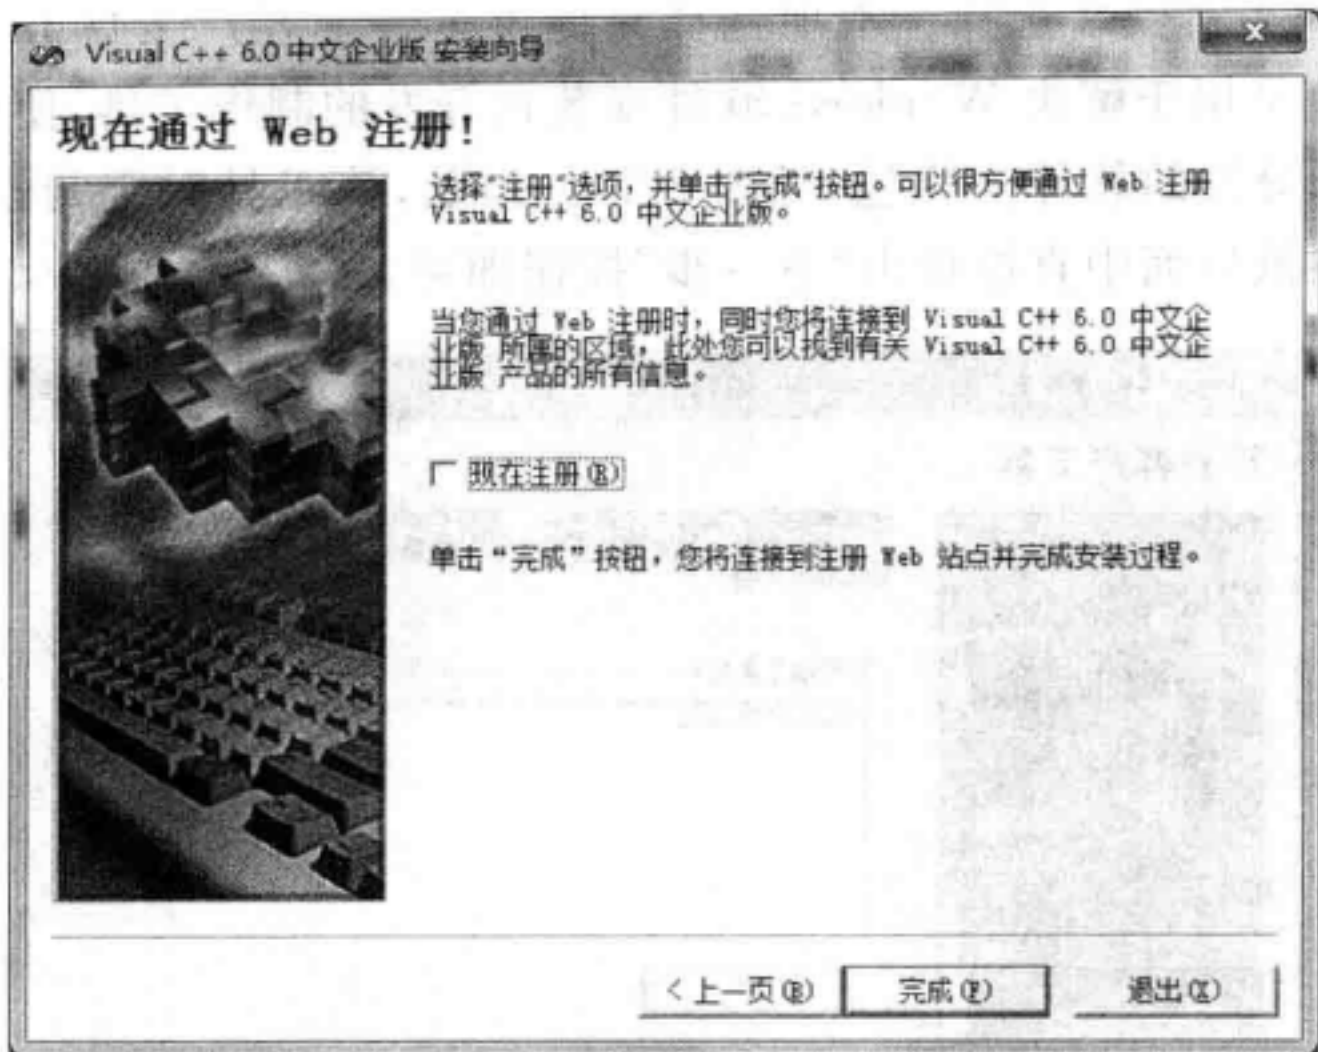 Visual C++ 6.0 中文企业版 安装向导
现在通过 Web 注册!
选择"注册"选项，并单击"完成"按钮。可以很方便通过 Web 注册
Visual C++ 6.0 中文企业版。
当您通过 Web 注册时，同时您将连接到 Visual C++ 6.0 中文企
业版 所属的区域，此处您可以找到有关 Visual C++ 6.0 中文企
业版 产品的所有信息。
现在注册(R)
单击“完成”按钮，您将连接到注册 Web 站点并完成安装过程。
<上一页(B) 完成(F) 退出(X)